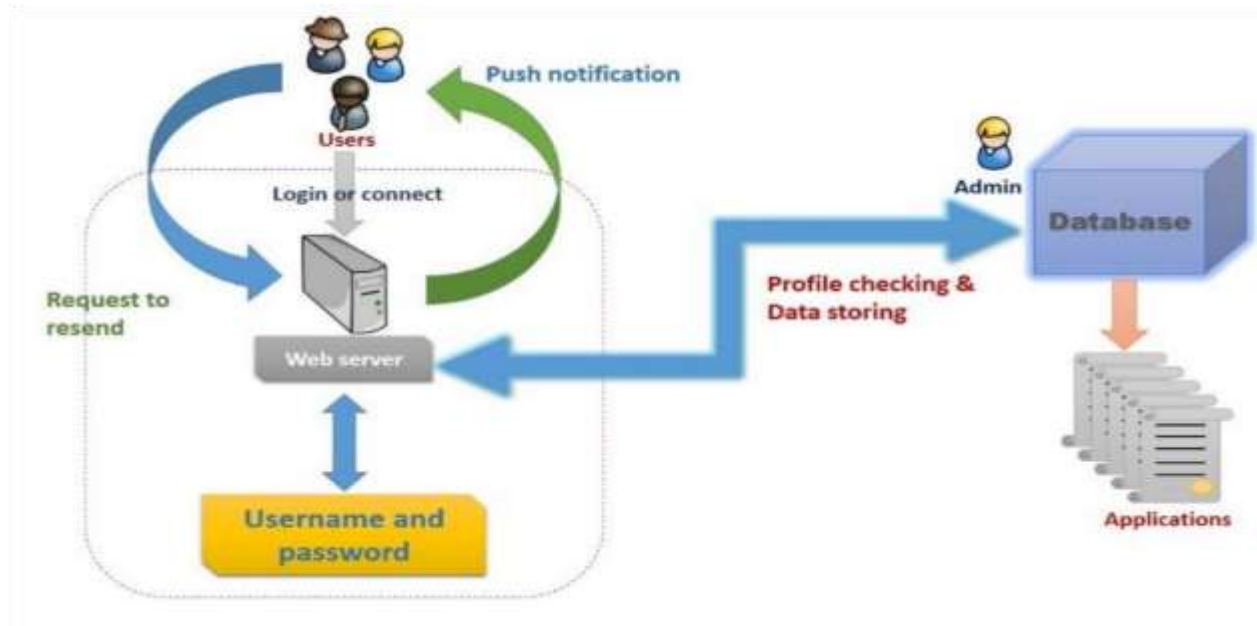 Push notification
Users
Login or connect
Request to
resend
Web server
Username and
password
Admin
Database
Profile checking &
Data storing
Applications